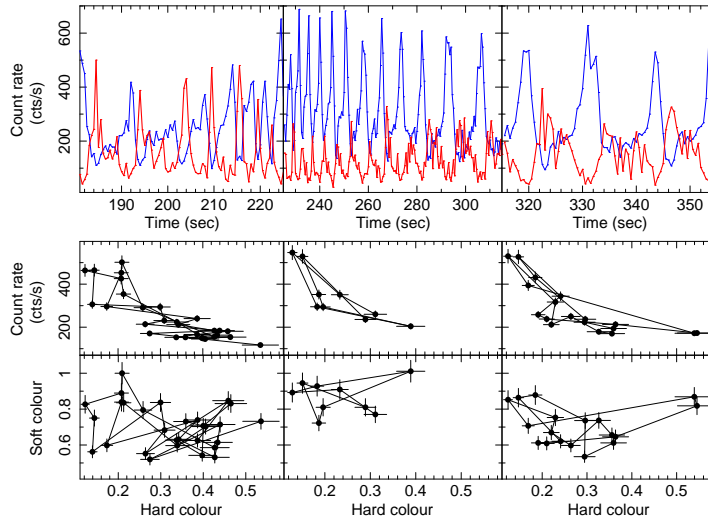 600
400
200
Count rate
(cts/s)
190 200 210 220 240 260 280 300 320 330 340 350
Time (sec) Time (sec) Time (sec)
400
200
Count rate
(cts/s)
1
0.8
0.6
Soft colour
0.2 0.3 0.4 0.5 0.2 0.3 0.4 0.5 0.2 0.3 0.4 0.5
Hard colour Hard colour Hard colour